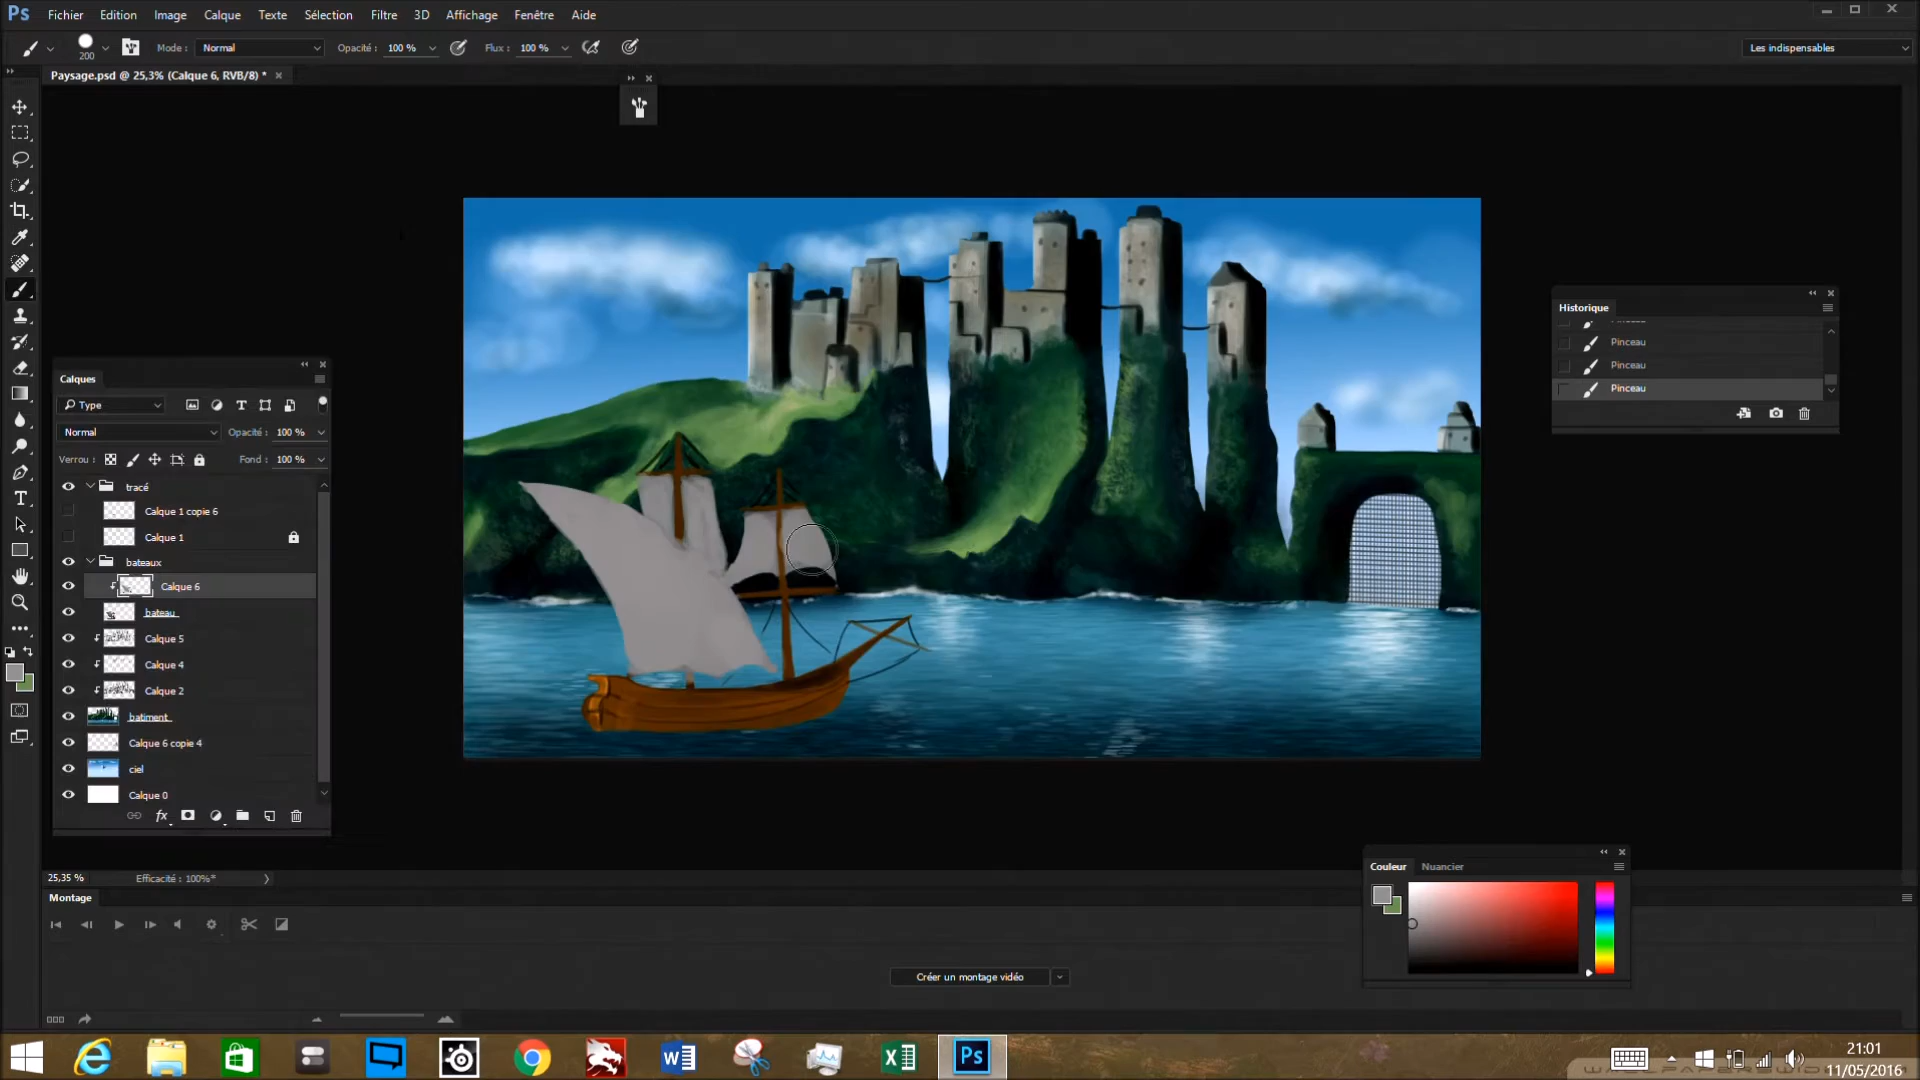 Ps Fichier Edition Image Calque Texte Sélection Filtre 3D Affichage Fenêtre Aide
200 Mode : Normal Opacité : 100 % Flux : 100 % Les indispensables
Paysage.psd @ 25,3% (Calque 6, RVB/8) *
Historique
Pinceau
Pinceau
Pinceau
Pinceau
Calques
Type
Normal Opacité : 100 %
Verrou : Fond : 100 %
tracé
Calque 1 copie 6
Calque 1
bateaux
Calque 6
bateau
Calque 5
Calque 4
Calque 2
batiment
Calque 6 copie 4
ciel
Calque 0
fx
Couleur Nuancier
25,35 % Efficacité : 100%*
Montage
Créer un montage vidéo
Ps
21:01
11/05/2016